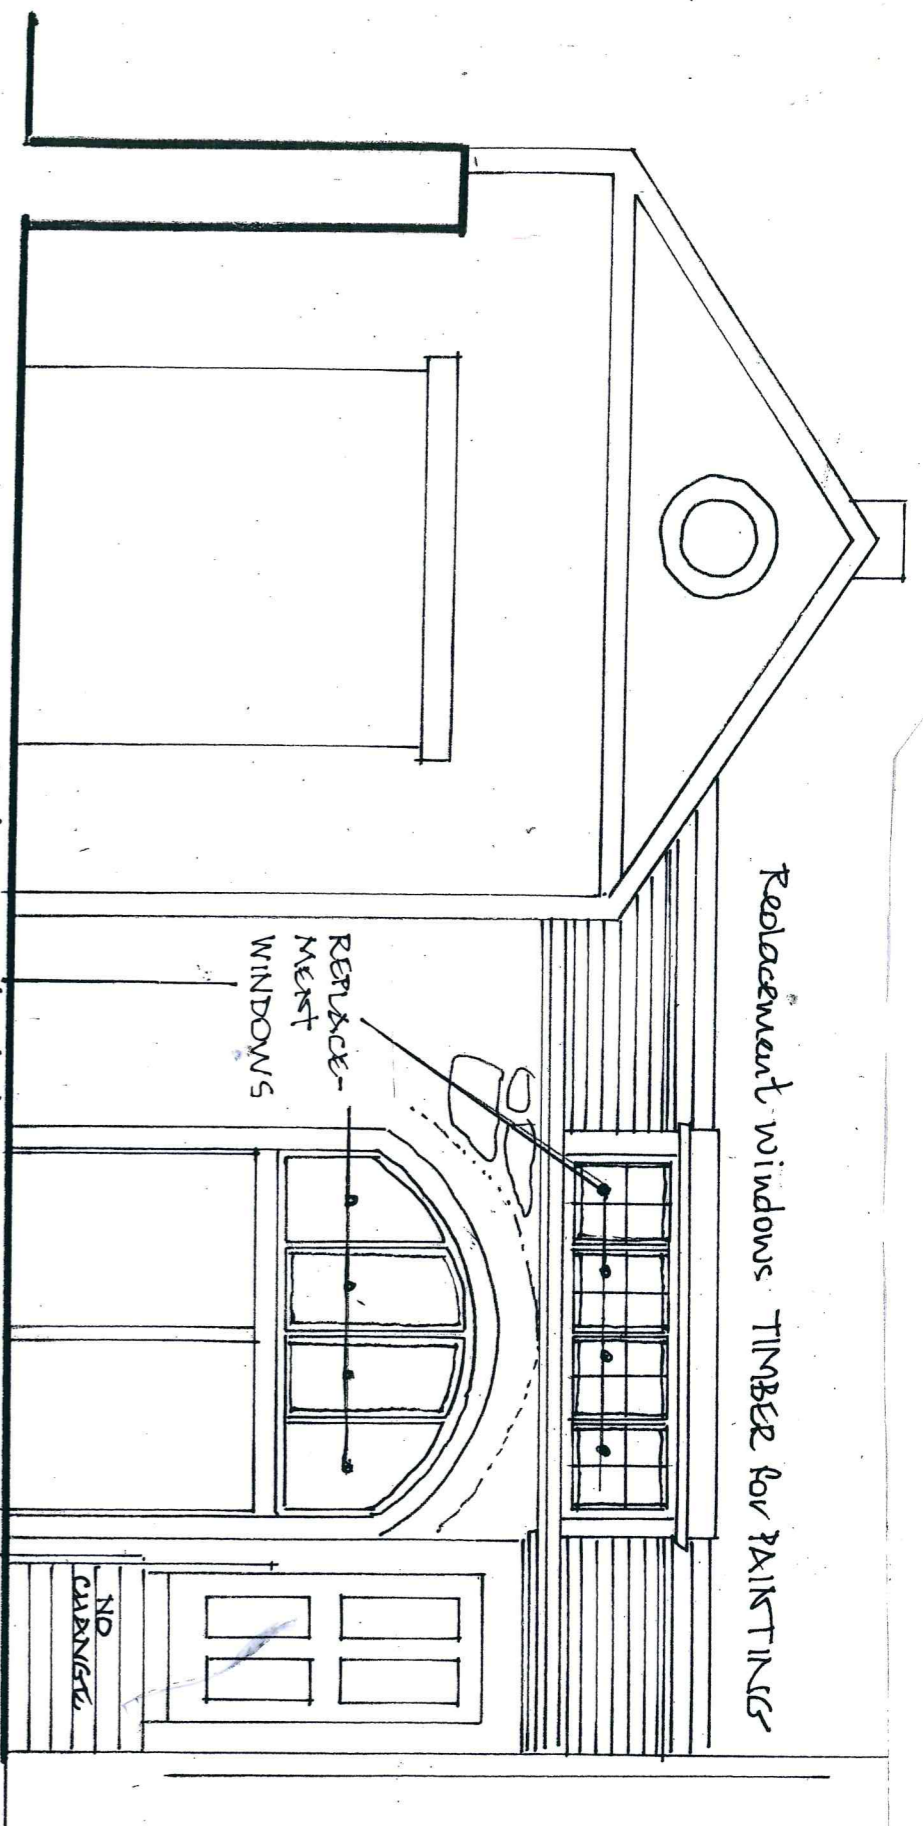 Replacement windows TIMBER for PAINTING
REPLACE-
MENT
WINDOWS
NO
CHANGE